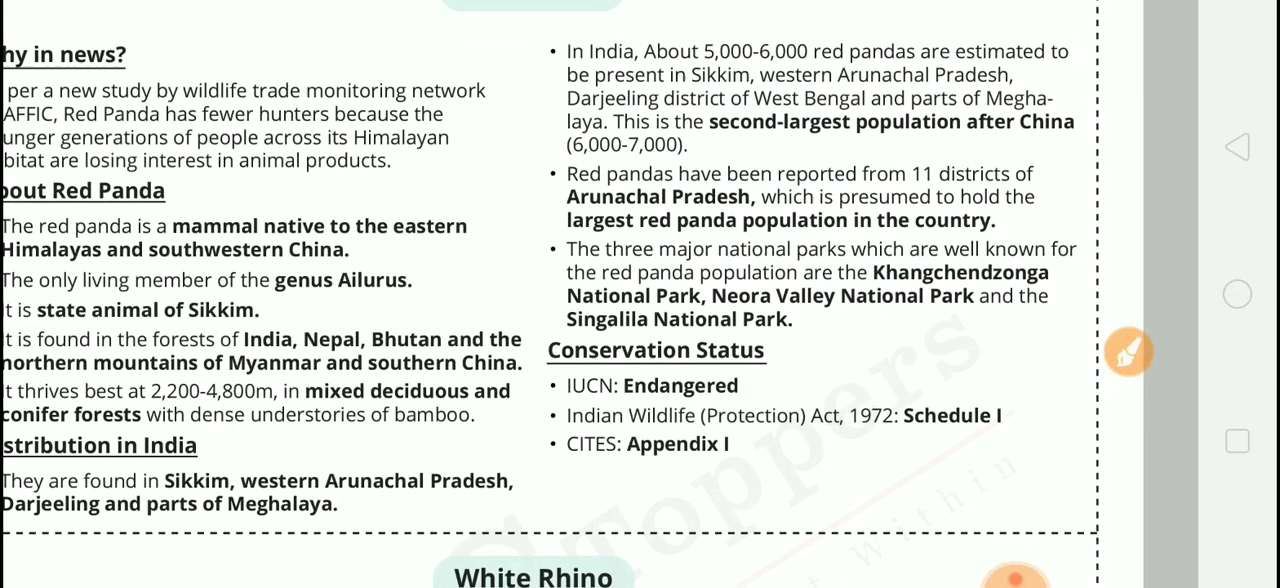 hy in news?
per a new study by wildlife trade monitoring network
AFFIC, Red Panda has fewer hunters because the
unger generations of people across its Himalayan
bitat are losing interest in animal products.
bout Red Panda
The red panda is a mammal native to the eastern
Himalayas and southwestern China.
The only living member of the genus Ailurus.
t is state animal of Sikkim.
t is found in the forests of India, Nepal, Bhutan and the
northern mountains of Myanmar and southern China.
t thrives best at 2,200-4,800m, in mixed deciduous and
conifer forests with dense understories of bamboo.
stribution in India
They are found in Sikkim, western Arunachal Pradesh,
Darjeeling and parts of Meghalaya.
• In India, About 5,000-6,000 red pandas are estimated to
be present in Sikkim, western Arunachal Pradesh,
Darjeeling district of West Bengal and parts of Megha-
laya. This is the second-largest population after China
(6,000-7,000).
• Red pandas have been reported from 11 districts of
Arunachal Pradesh, which is presumed to hold the
largest red panda population in the country.
• The three major national parks which are well known for
the red panda population are the Khangchendzonga
National Park, Neora Valley National Park and the
Singalila National Park.
Conservation Status
• IUCN: Endangered
• Indian Wildlife (Protection) Act, 1972: Schedule I
• CITES: Appendix I
Toppers
Within
White Rhino